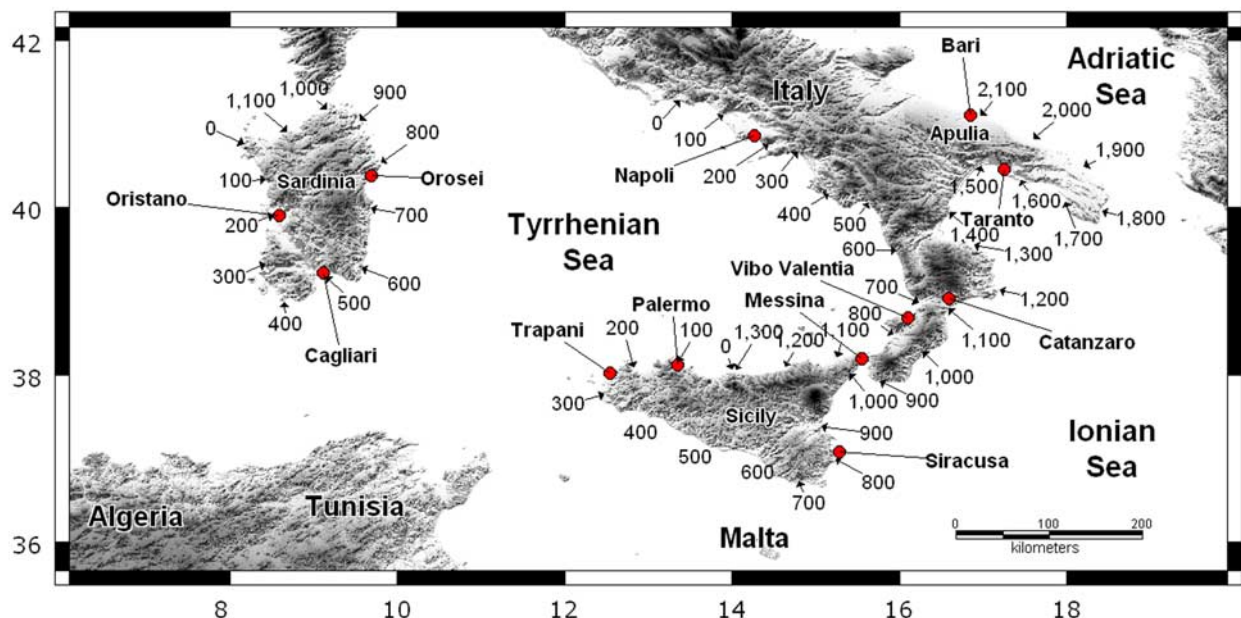 42
40
38
36
8
10
12
14
16
18
1,000
900
1,100
0
800
100
Sardinia
Orosei
Oristano
200
700
300
500
600
400
Cagliari
Italy
Bari
2,100
Adriatic
Sea
0
100
Apulia
2,000
1,900
Napoli
200
300
1,500
1,600
1,800
400
500
Taranto
1,700
Tyrrhenian
Sea
600
1,400
1,300
Vibo Valentia
700
1,200
Messina
800
1,100
Catanzaro
1,000
900
Palermo
Trapani
200
100
0
1,300
1,200
1,100
300
1,000
Sicily
400
900
500
Siracusa
600
800
700
Ionian
Sea
Algeria
Tunisia
Malta
0
100
200
kilometers